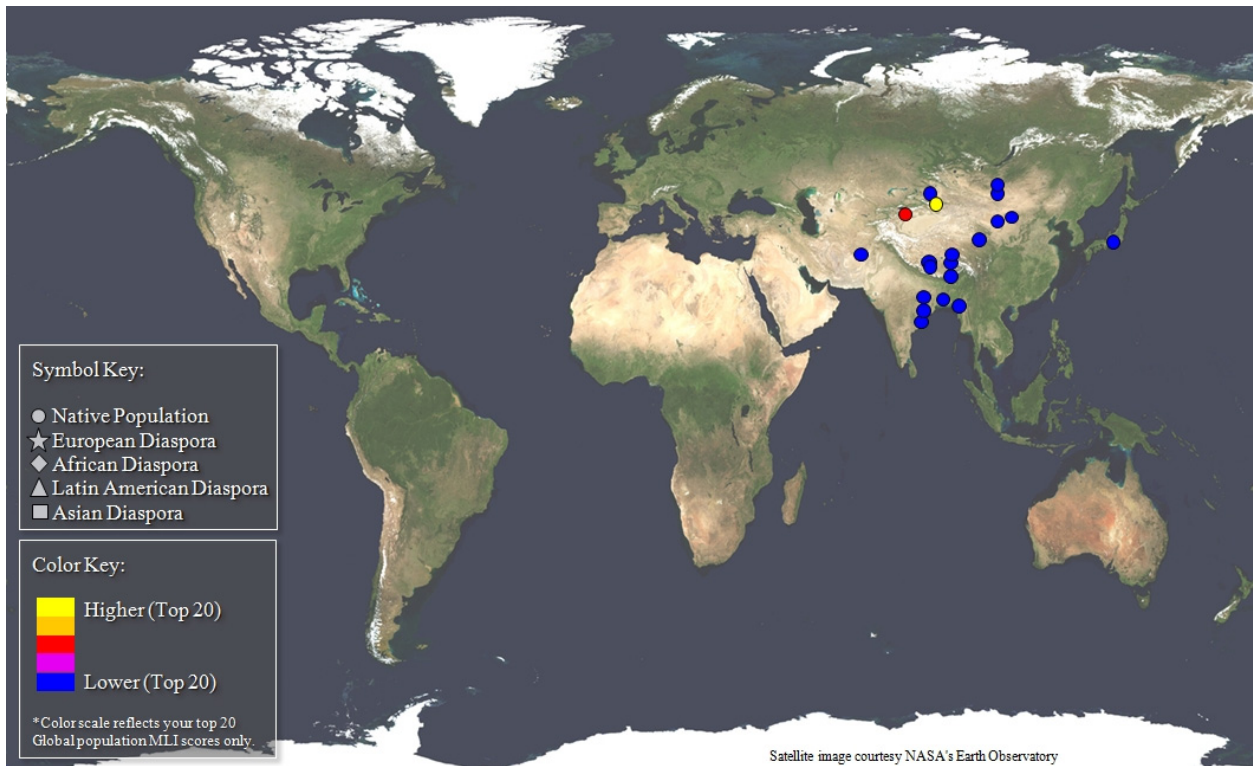 Symbol Key:
Native Population
European Diaspora
African Diaspora
Latin American Diaspora
Asian Diaspora
Color Key:
Higher (Top 20)
Lower (Top 20)
*Color scale reflects your top 20
Global population MLI scores only.
Satellite image courtesy NASA's Earth Observatory